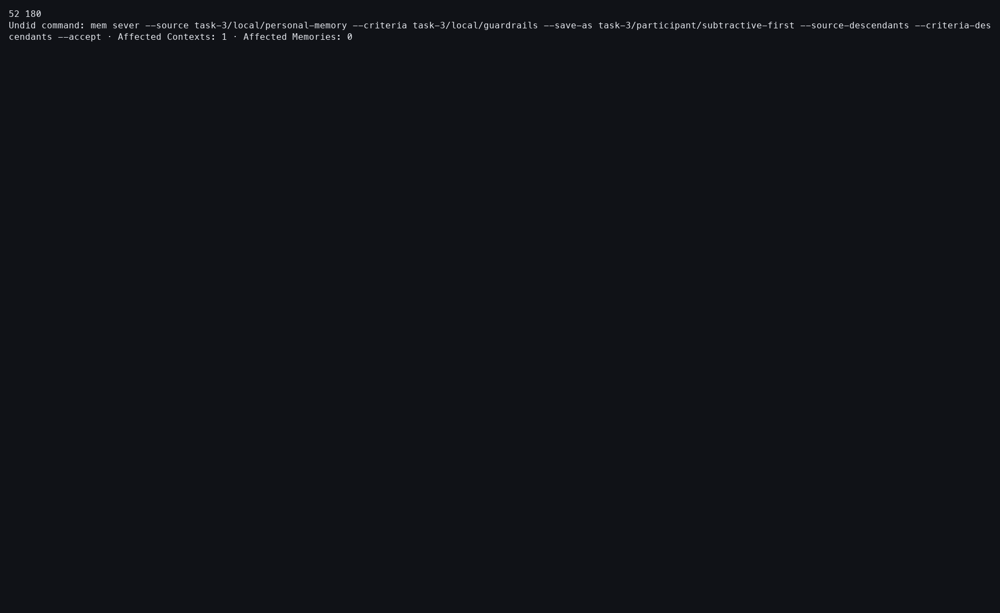 52 180
Undid command: mem sever --source task-3/local/personal-memory --criteria task-3/local/guardrails --save-as task-3/participant/subtractive-first --source-descendants --criteria-des
cendants --accept · Affected Contexts: 1 · Affected Memories: 0